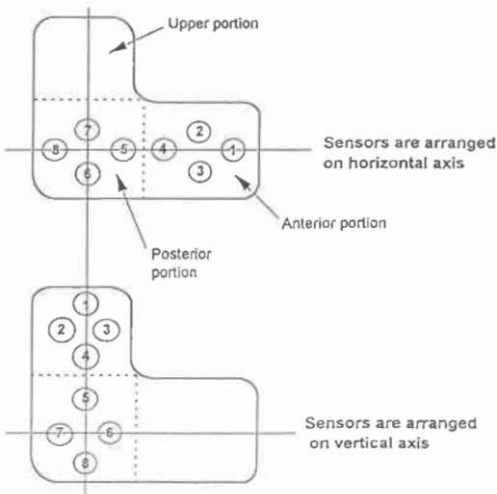 Upper portion
7
2
8
5
4
1
6
3
Sensors are arranged
on horizontal axis
Anterior portion
Posterior
portion
1
2
3
4
5
7
6
8
Sensors are arranged
on vertical axis